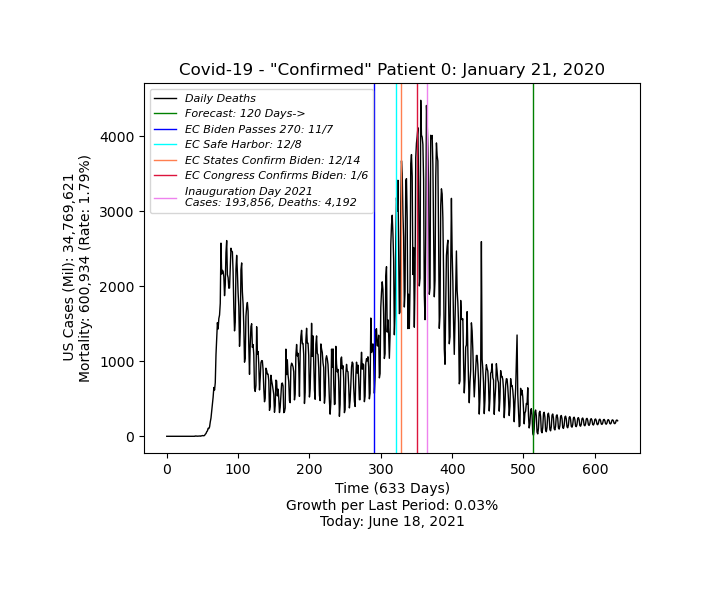 Covid-19 - "Confirmed" Patient 0: January 21, 2020
Daily Deaths
Forecast: 120 Days->
EC Biden Passes 270: 11/7
EC Safe Harbor: 12/8
EC States Confirm Biden: 12/14
EC Congress Confirms Biden: 1/6
Inauguration Day 2021
Cases: 193,856, Deaths: 4,192
US Cases (Mil): 34,769,621
Mortality: 600,934 (Rate: 1.79%)
4000
3000
2000
1000
0
0 100 200 300 400 500 600
Time (633 Days)
Growth per Last Period: 0.03%
Today: June 18, 2021